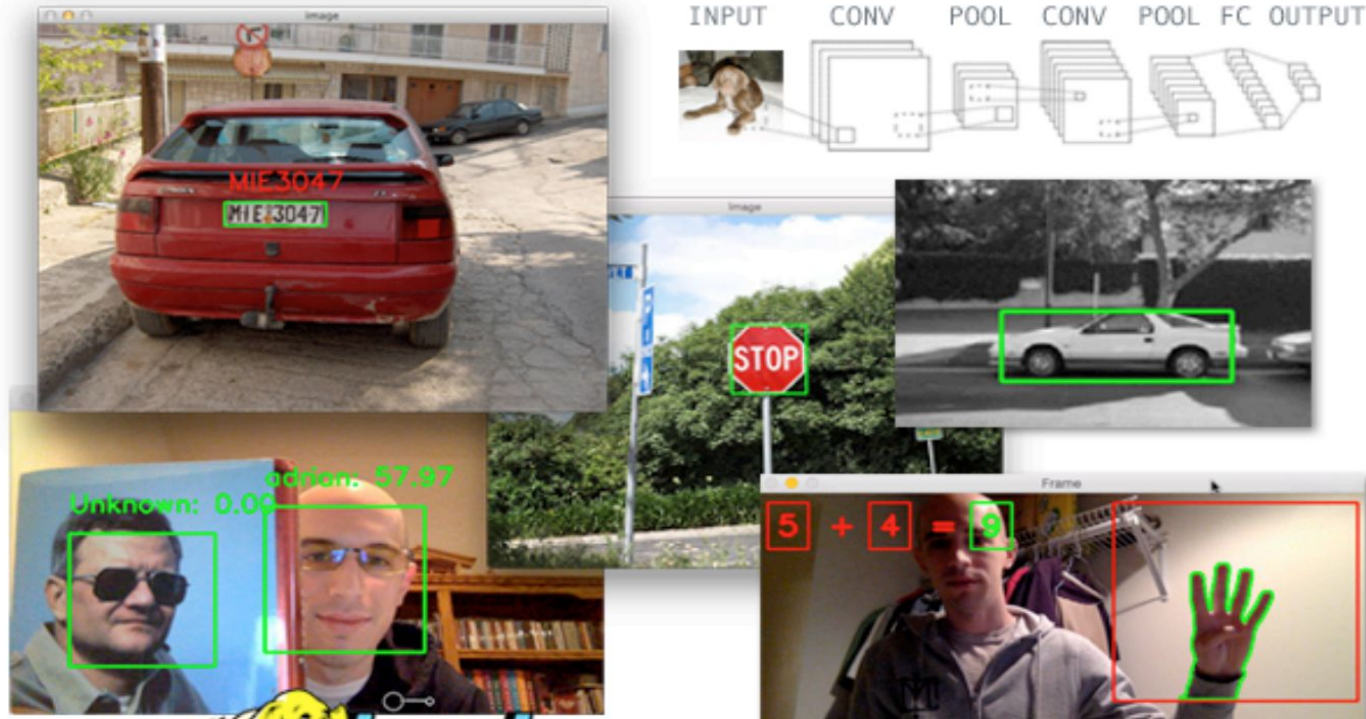 image
INPUT CONV POOL CONV POOL FC OUTPUT
MIE3047
MIE:3047
Image
STOP
adrian: 57.97
Unknown: 0.00
Frame
5 + 4 = 9